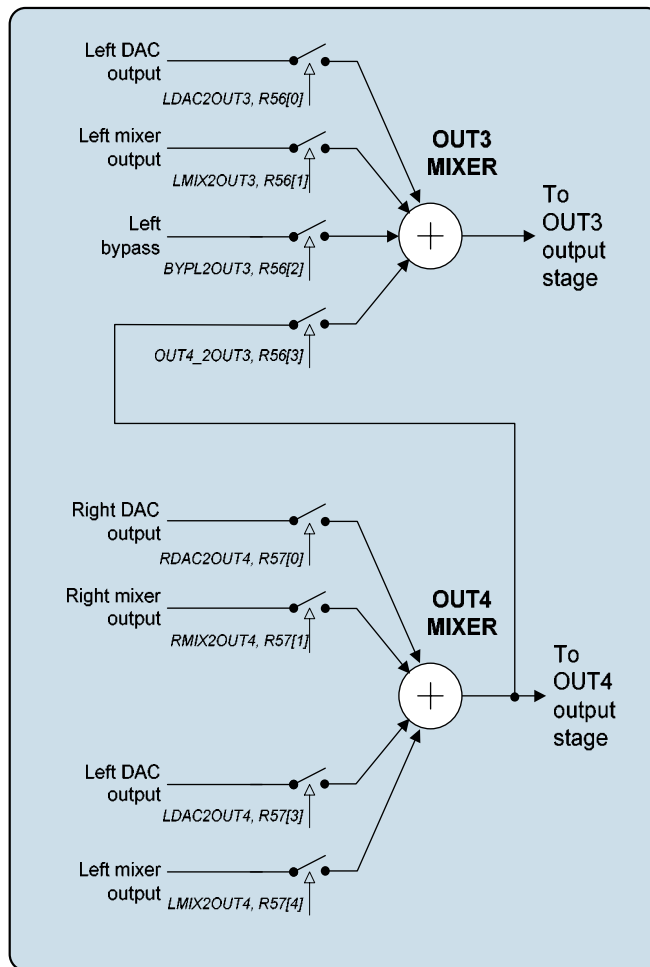 Left DAC
output
LDAC2OUT3, R56[0]
Left mixer
output
LMIX2OUT3, R56[1]
OUT3
MIXER
Left
bypass
BYPL2OUT3, R56[2]
To
OUT3
output
stage
OUT4_2OUT3, R56[3]
Right DAC
output
RDAC2OUT4, R57[0]
Right mixer
output
RMIX2OUT4, R57[1]
OUT4
MIXER
To
OUT4
output
stage
Left DAC
output
LDAC2OUT4, R57[3]
Left mixer
output
LMIX2OUT4, R57[4]